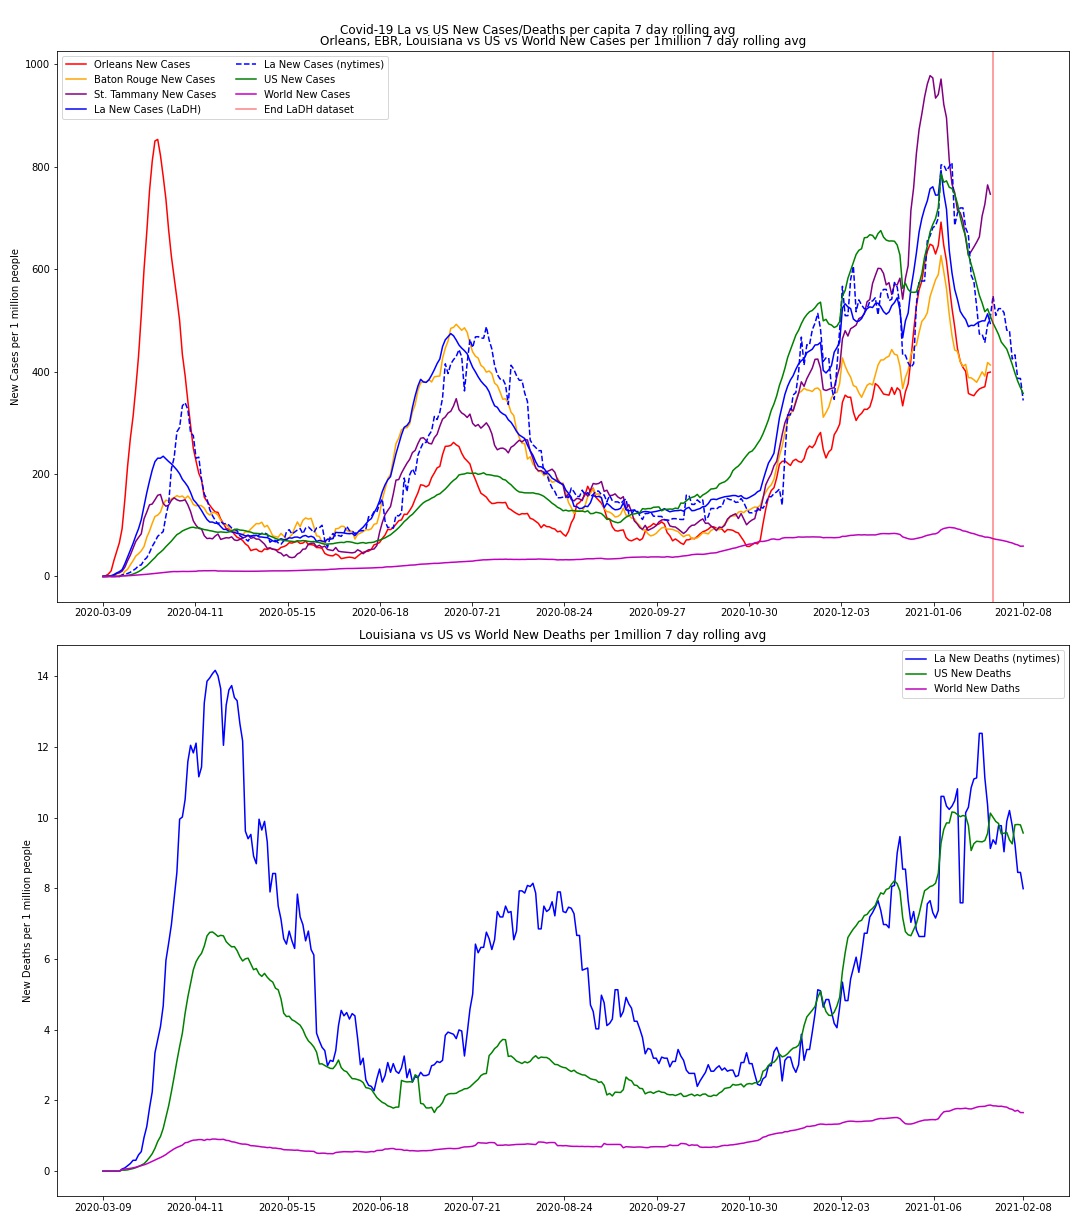 Covid-19 La vs US New Cases/Deaths per capita 7 day rolling avg
Orleans, EBR, Louisiana vs US vs World New Cases per 1million 7 day rolling avg
Orleans New Cases
Baton Rouge New Cases
St. Tammany New Cases
La New Cases (LaDH)
La New Cases (nytimes)
US New Cases
World New Cases
End LaDH dataset
New Cases per 1 million people
1000
800
600
400
200
0
2020-03-09 2020-04-11 2020-05-15 2020-06-18 2020-07-21 2020-08-24 2020-09-27 2020-10-30 2020-12-03 2021-01-06 2021-02-08
Louisiana vs US vs World New Deaths per 1million 7 day rolling avg
La New Deaths (nytimes)
US New Deaths
World New Daths
New Deaths per 1 million people
14
12
10
8
6
4
2
0
2020-03-09 2020-04-11 2020-05-15 2020-06-18 2020-07-21 2020-08-24 2020-09-27 2020-10-30 2020-12-03 2021-01-06 2021-02-08